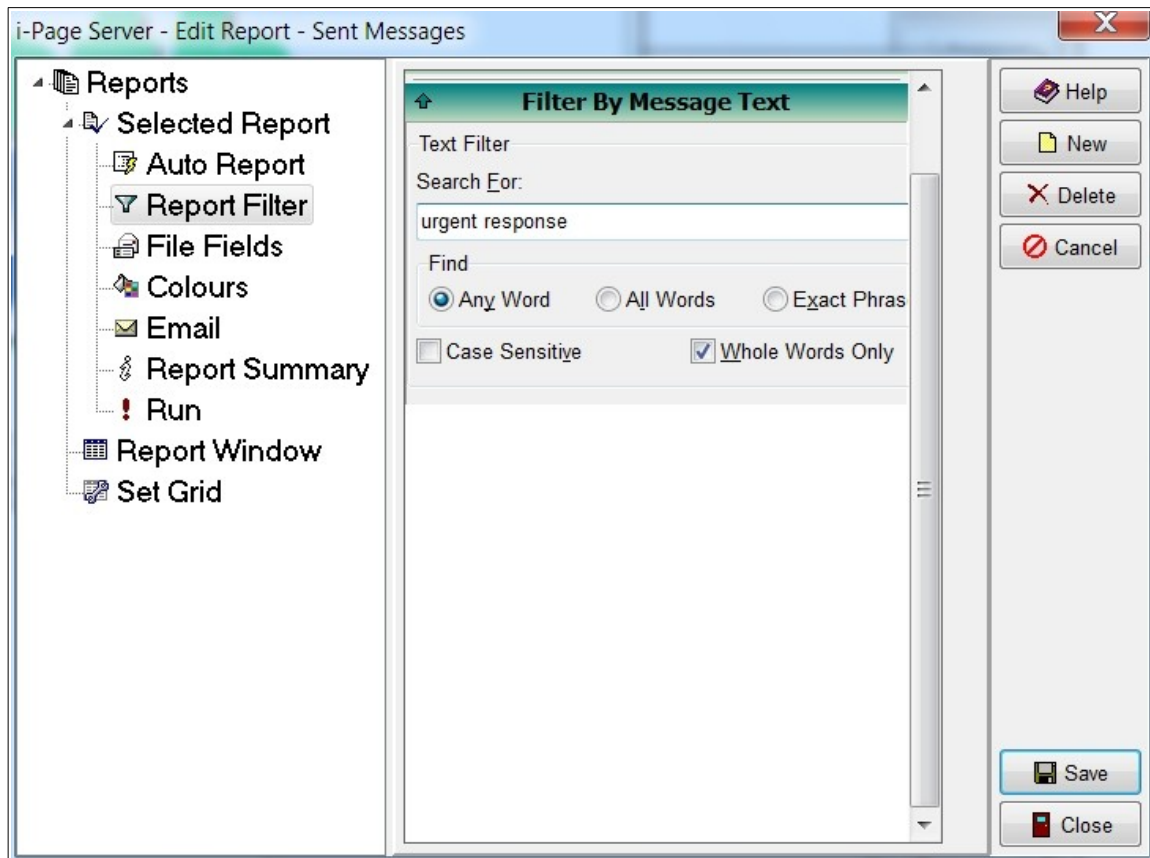 i-Page Server - Edit Report - Sent Messages
Reports
Selected Report
Auto Report
Report Filter
File Fields
Colours
Email
Report Summary
Run
Report Window
Set Grid
Filter By Message Text
Text Filter
Search For:
urgent response
Find
Any Word All Words Exact Phras
Case Sensitive Whole Words Only
Help
New
Delete
Cancel
Save
Close